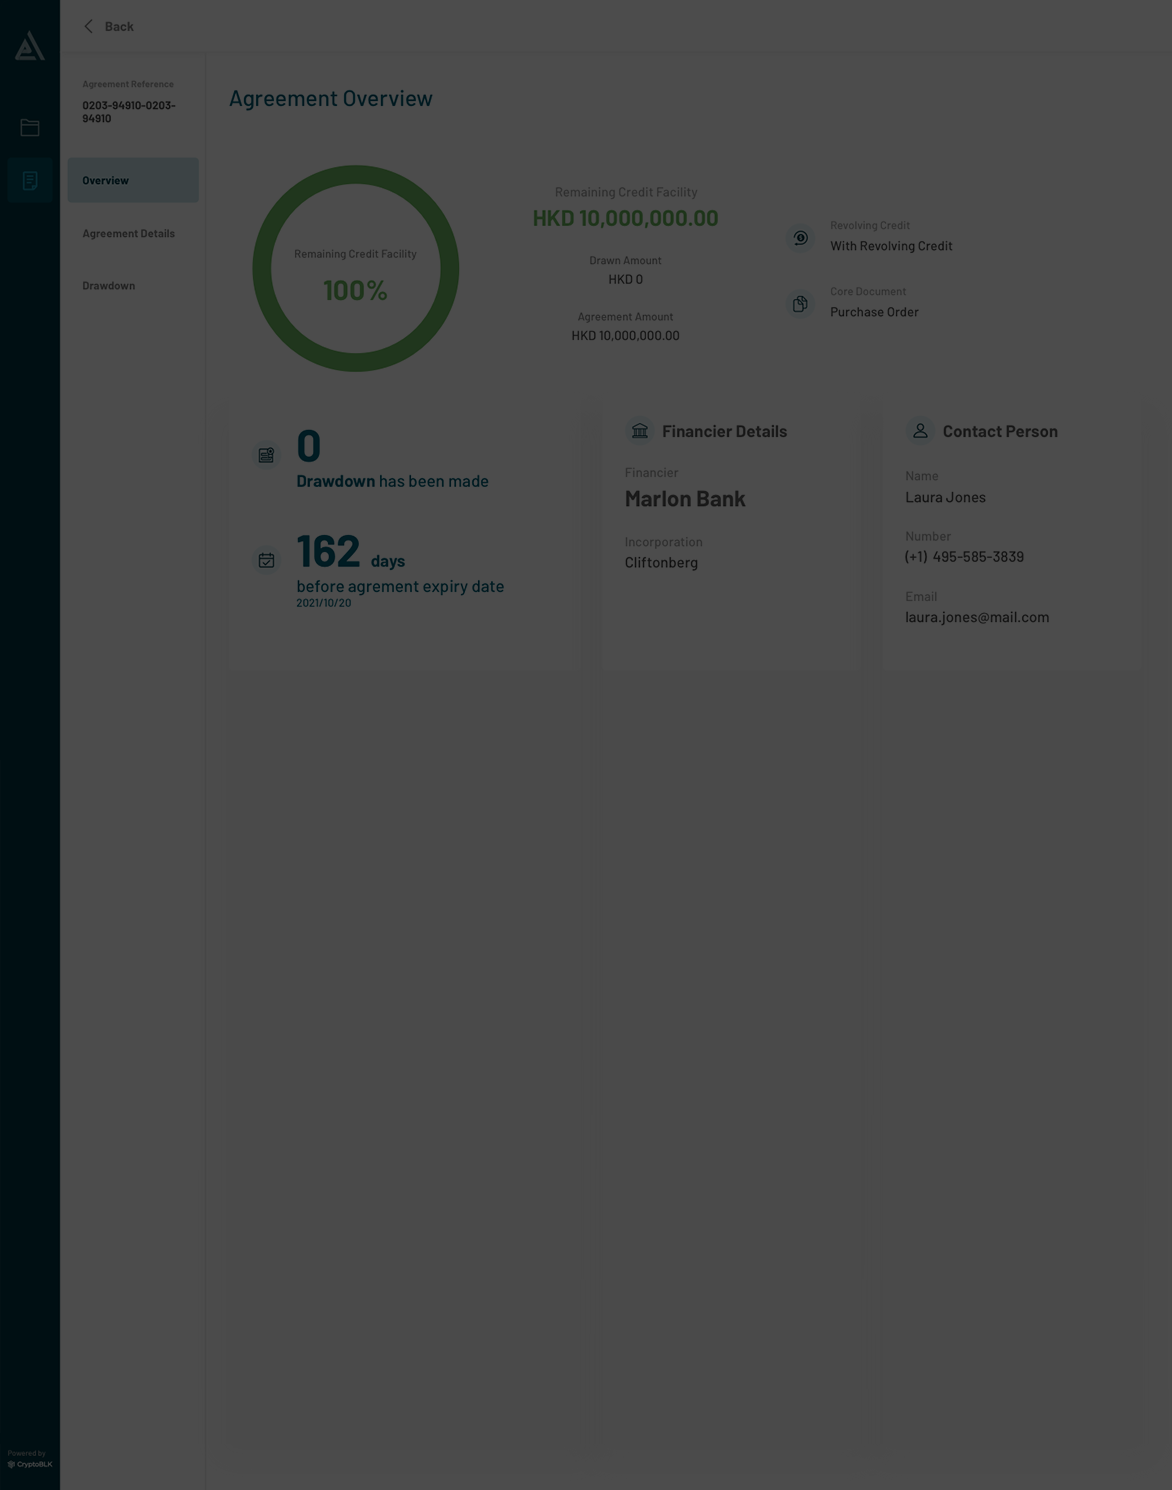 Back
Agreement Reference
0203-94910-0203-
94910
Overview
Agreement Details
Drawdown
Agreement Overview
Remaining Credit Facility
100%
Remaining Credit Facility
HKD 10,000,000.00
Drawn Amount
HKD 0
Agreement Amount
HKD 10,000,000.00
Revolving Credit
With Revolving Credit
Core Document
Purchase Order
0
Drawdown has been made
162 days
before agrement expiry date
2021/10/20
Financier Details
Financier
Marlon Bank
Incorporation
Cliftonberg
Contact Person
Name
Laura Jones
Number
(+1) 495-585-3839
Email
laura.jones@mail.com
Powered by
CryptoBLK